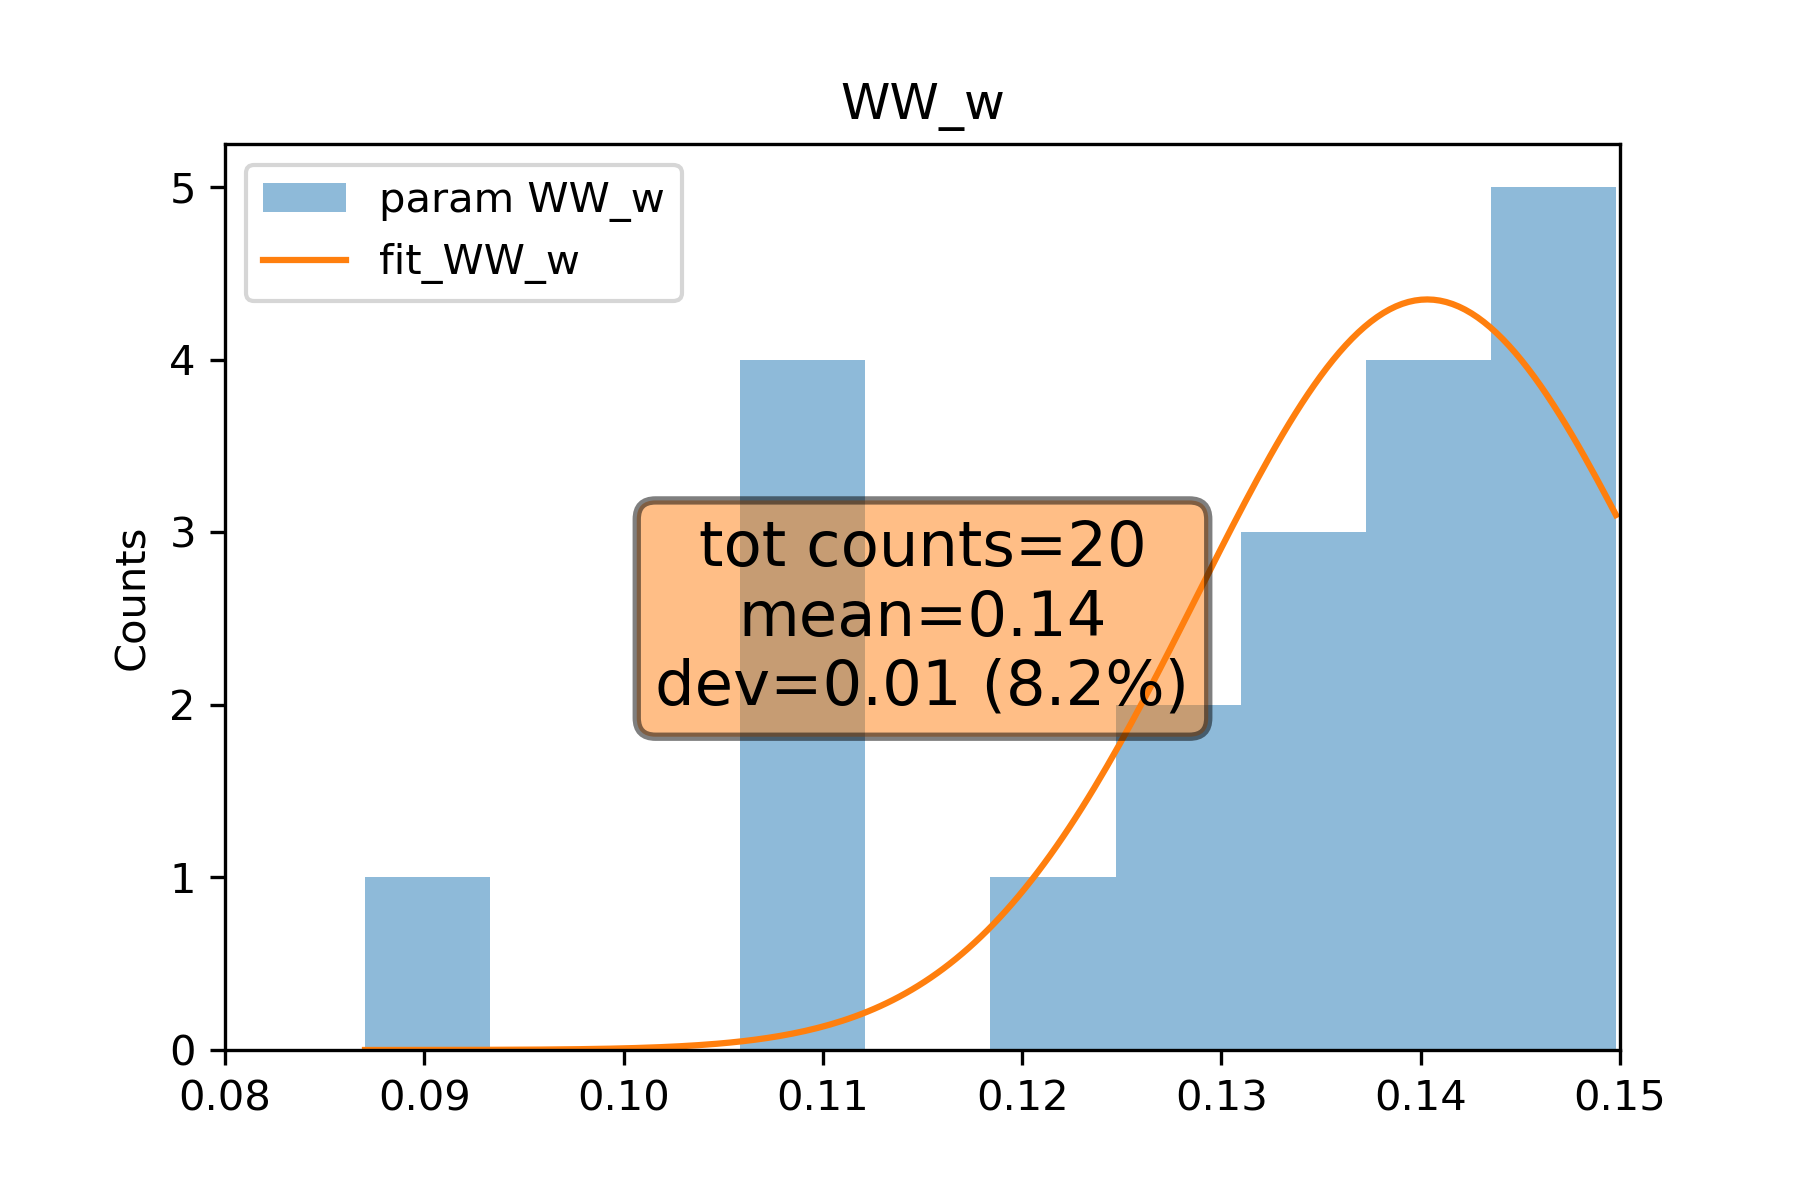 WW_w
param WW_w
fit_WW_w
5
4
3
2
1
0
Counts
tot counts=20
mean=0.14
dev=0.01 (8.2%)
0.08 0.09 0.10 0.11 0.12 0.13 0.14 0.15